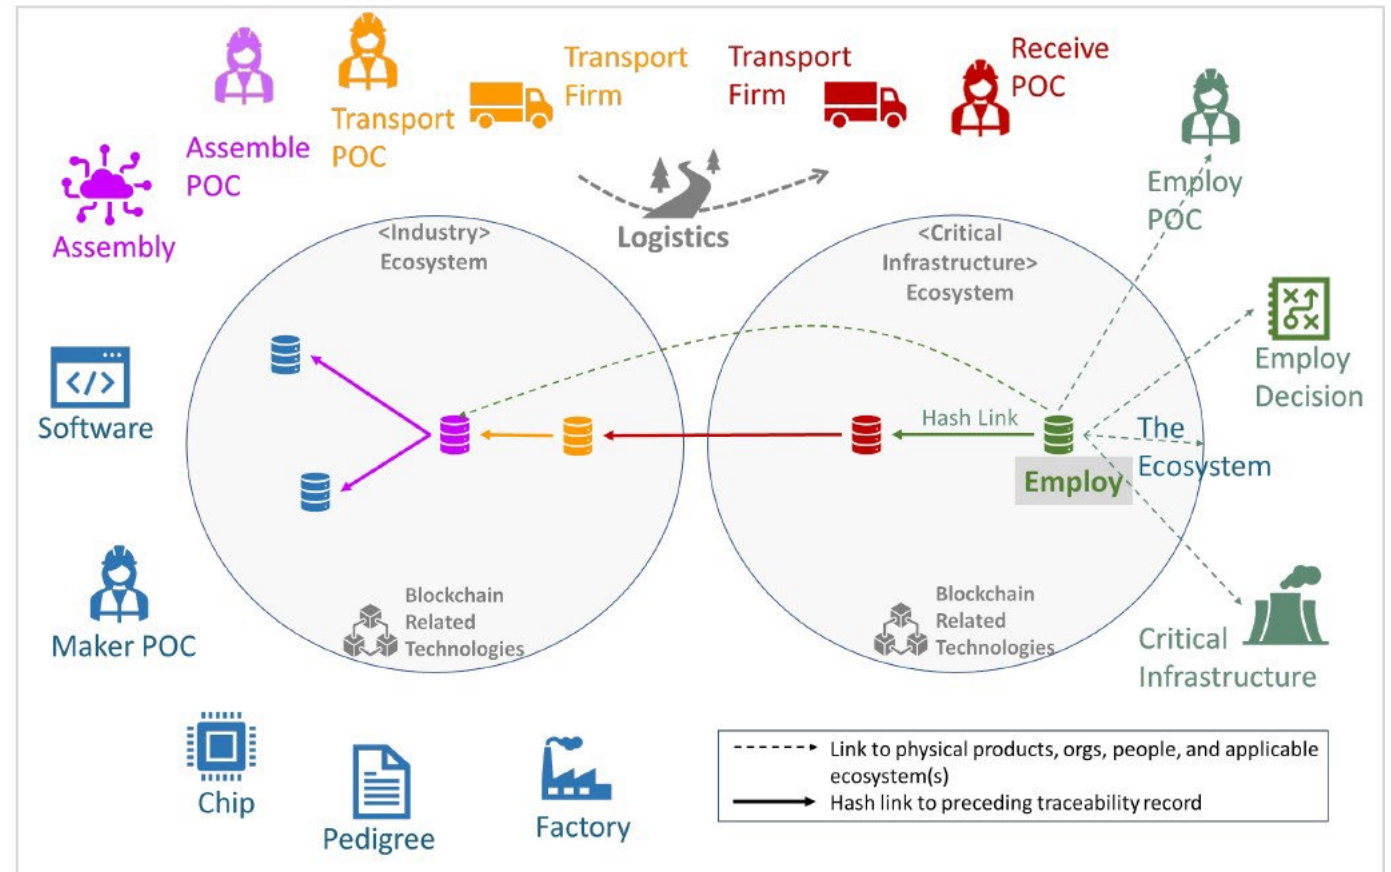 Assemble
POC
Transport
POC
Transport
Firm
Transport
Firm
Receive
POC
Employ
POC
Assembly
Logistics
<Industry>
Ecosystem
<Critical
Infrastructure>
Ecosystem
Software
</>
Hash Link
Employ
Employ
Decision
The
Ecosystem
Maker POC
Blockchain
Related
Technologies
Blockchain
Related
Technologies
Critical
Infrastructure
Chip
Pedigree
Factory
Link to physical products, orgs, people, and applicable
ecosystem(s)
Hash link to preceding traceability record